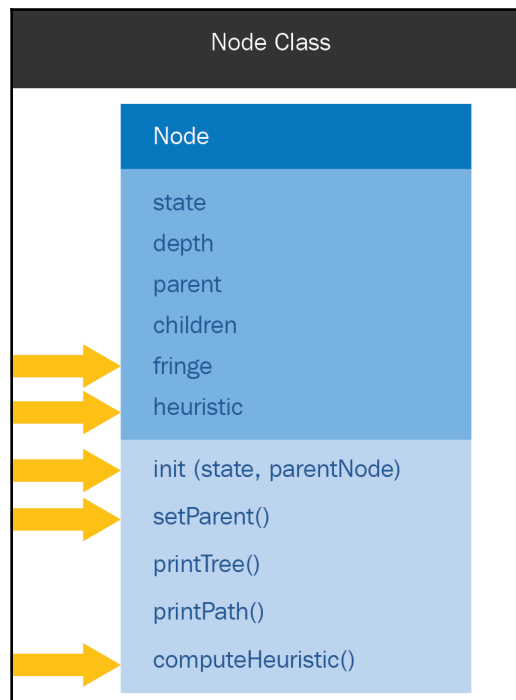 Node Class
Node
state
depth
parent
children
fringe
heuristic
init (state, parentNode)
setParent()
printTree()
printPath()
computeHeuristic()